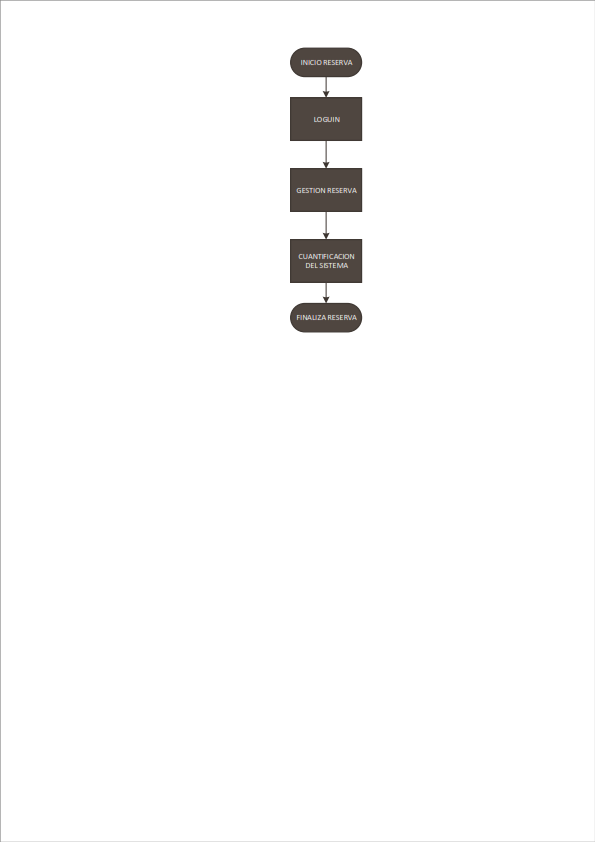 INICIO RESERVA
LOGUIN
GESTION RESERVA
CUANTIFICACION
DEL SISTEMA
FINALIZA RESERVA